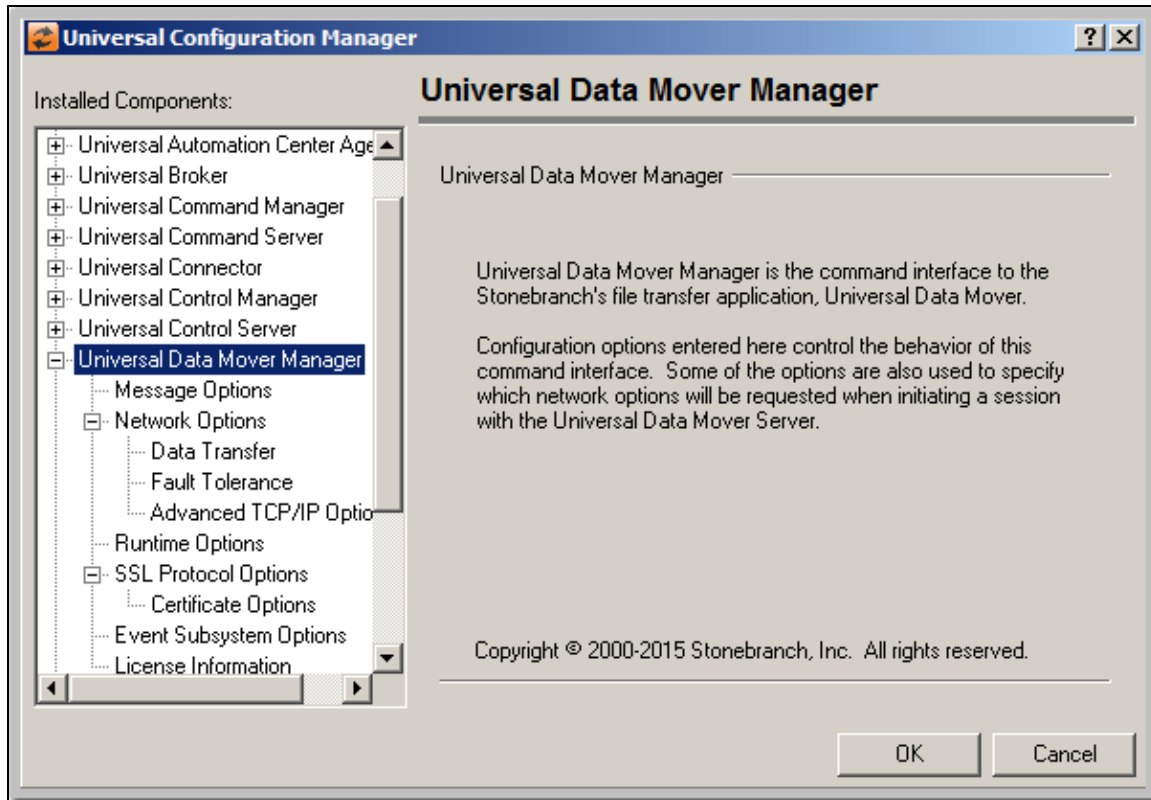 Universal Configuration Manager
Installed Components:
Universal Automation Center Age
Universal Broker
Universal Command Manager
Universal Command Server
Universal Connector
Universal Control Manager
Universal Control Server
Universal Data Mover Manager
Message Options
Network Options
Data Transfer
Fault Tolerance
Advanced TCP/IP Optio
Runtime Options
SSL Protocol Options
Certificate Options
Event Subsystem Options
License Information
Universal Data Mover Manager
Universal Data Mover Manager
Universal Data Mover Manager is the command interface to the
Stonebranch's file transfer application, Universal Data Mover.
Configuration options entered here control the behavior of this
command interface. Some of the options are also used to specify
which network options will be requested when initiating a session
with the Universal Data Mover Server.
Copyright © 2000-2015 Stonebranch, Inc. All rights reserved.
OK Cancel